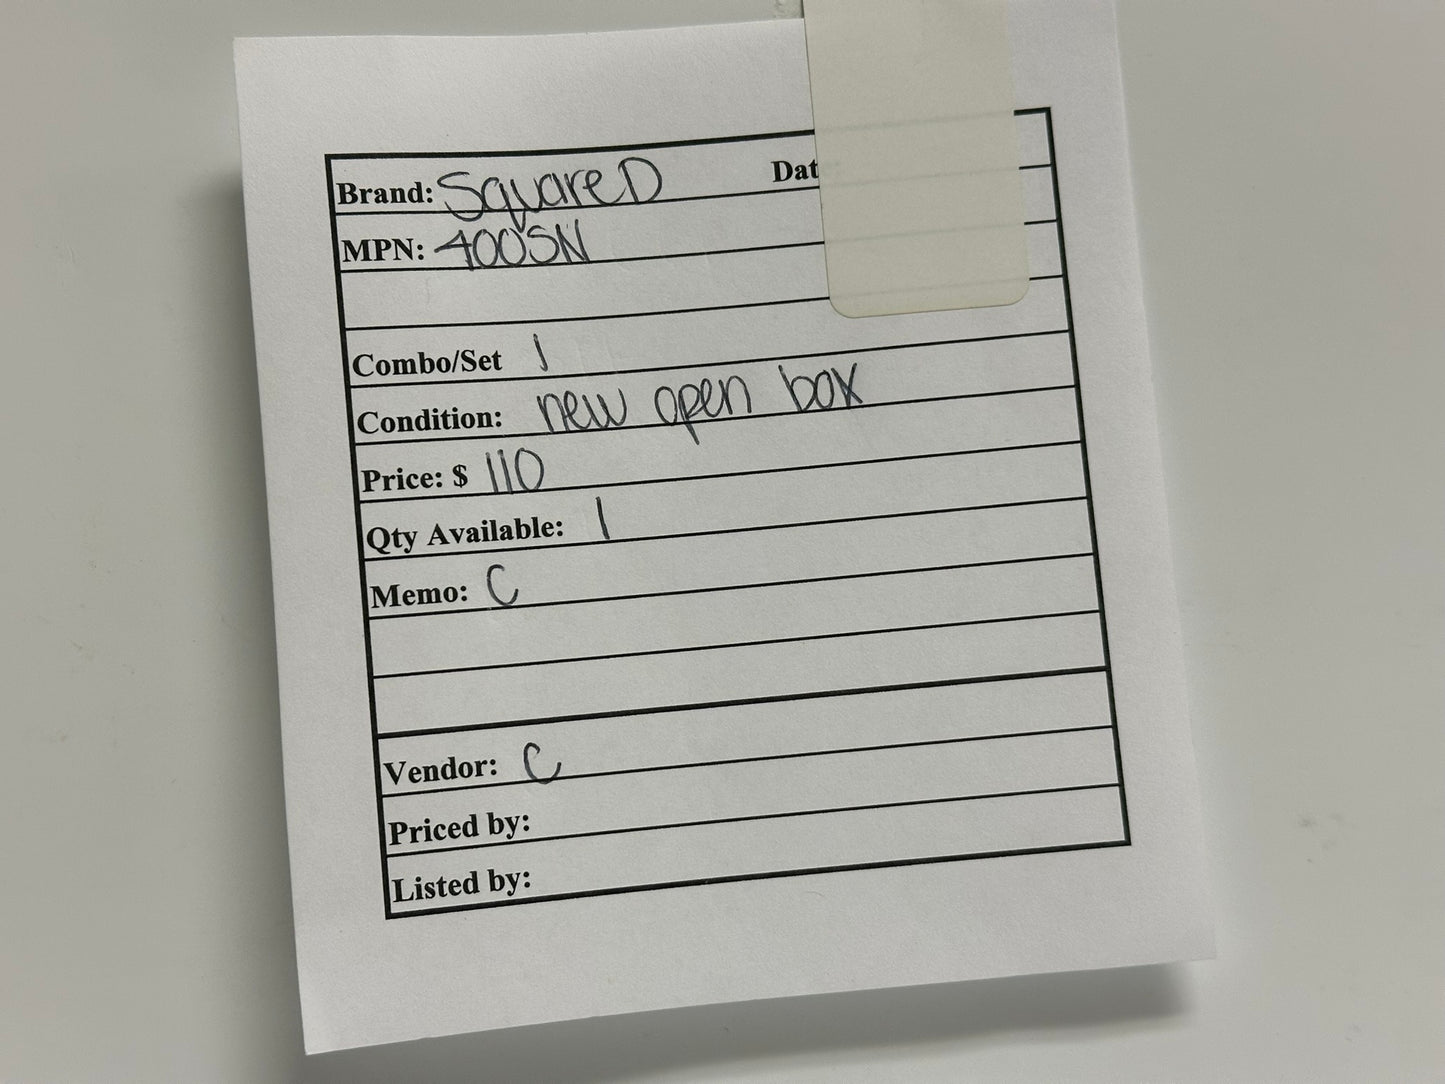 Brand: Square D Dat
MPN: 400SN
Combo/Set 1
Condition: new open box
Price: $ 110
Qty Available: 1
Memo: C
Vendor: C
Priced by:
Listed by: